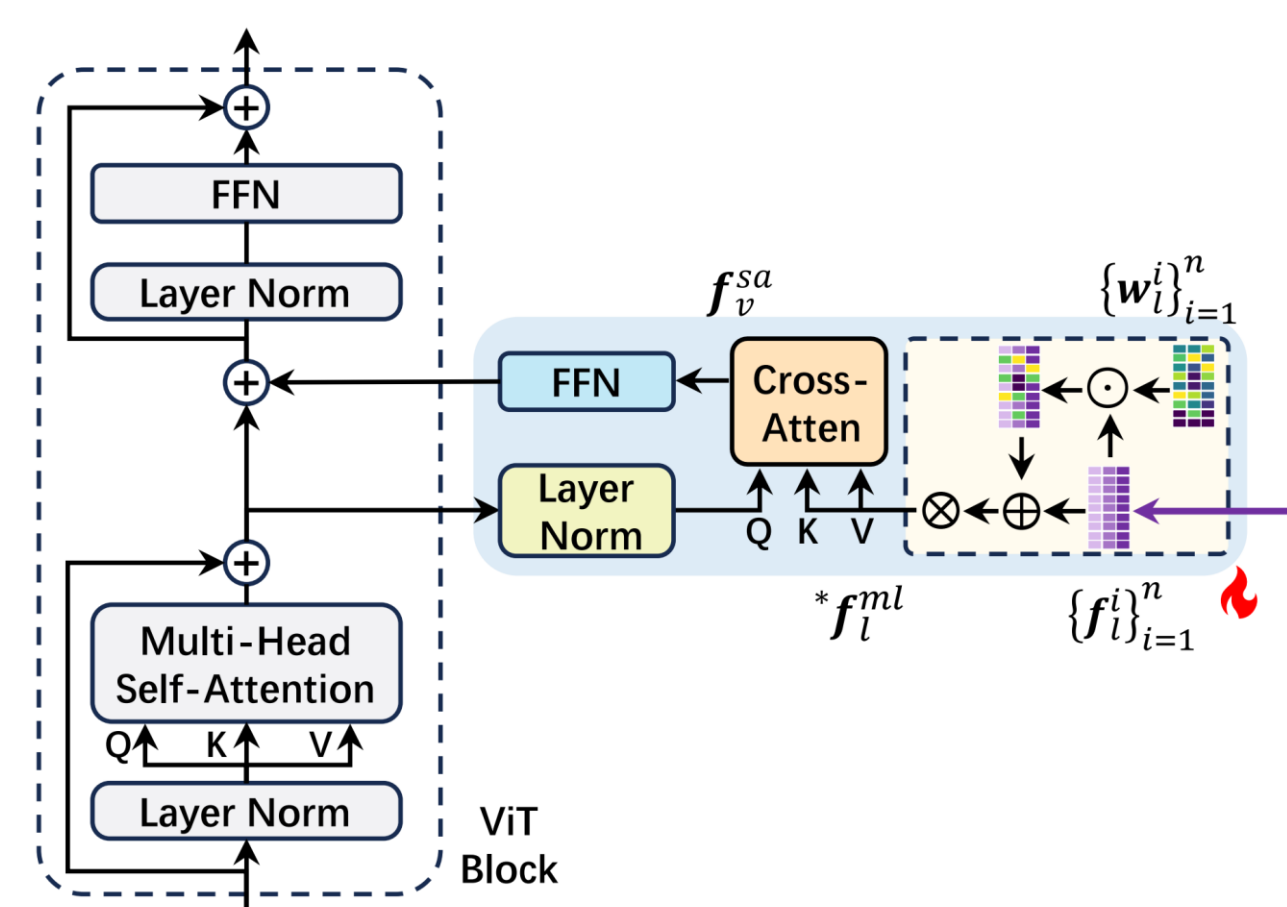 FFN
Layer Norm
Multi-Head
Self-Attention
Q K V
Layer Norm
ViT
Block
f_v^{sa}
{w_l^i}_{i=1}^n
FFN
Cross-
Atten
Layer
Norm
Q K V
*f_l^{ml}
{f_l^i}_{i=1}^n